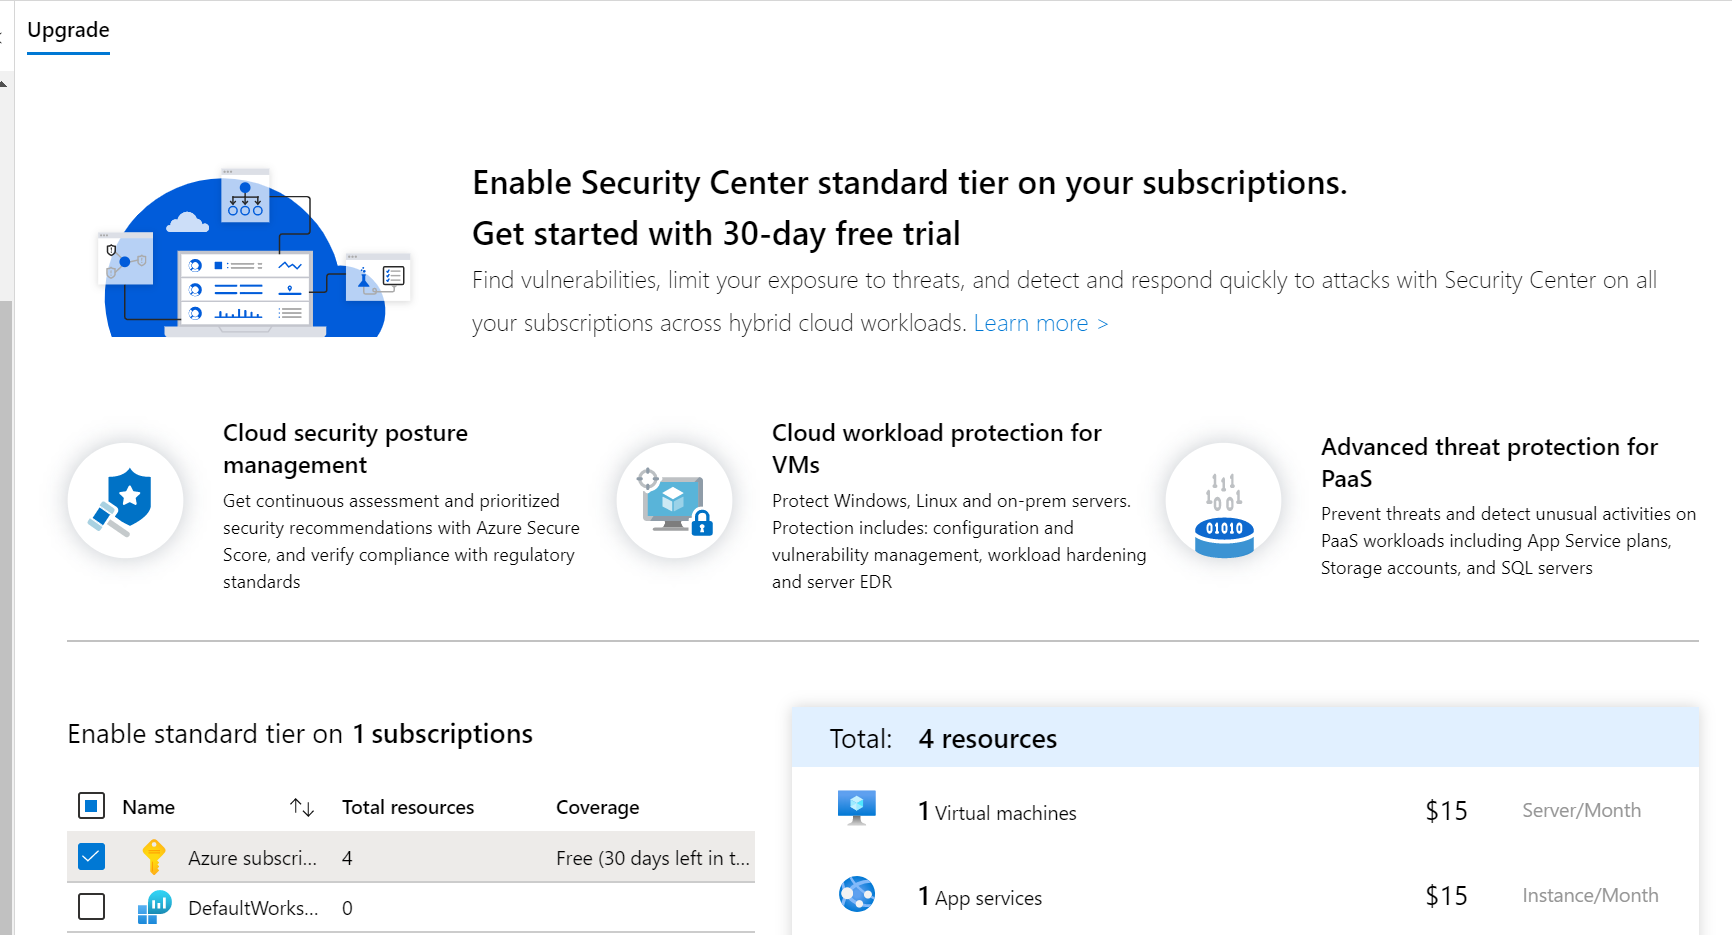 Upgrade
Enable Security Center standard tier on your subscriptions.
Get started with 30-day free trial
Find vulnerabilities, limit your exposure to threats, and detect and respond quickly to attacks with Security Center on all
your subscriptions across hybrid cloud workloads. Learn more >
Cloud security posture
management
Get continuous assessment and prioritized
security recommendations with Azure Secure
Score, and verify compliance with regulatory
standards
Cloud workload protection for
VMs
Protect Windows, Linux and on-prem servers.
Protection includes: configuration and
vulnerability management, workload hardening
and server EDR
111
1001
01010
Advanced threat protection for
PaaS
Prevent threats and detect unusual activities on
PaaS workloads including App Service plans,
Storage accounts, and SQL servers
Enable standard tier on 1 subscriptions
Name Total resources Coverage
Azure subscri... 4 Free (30 days left in t...
DefaultWorks... 0
Total: 4 resources
1 Virtual machines $15 Server/Month
1 App services $15 Instance/Month